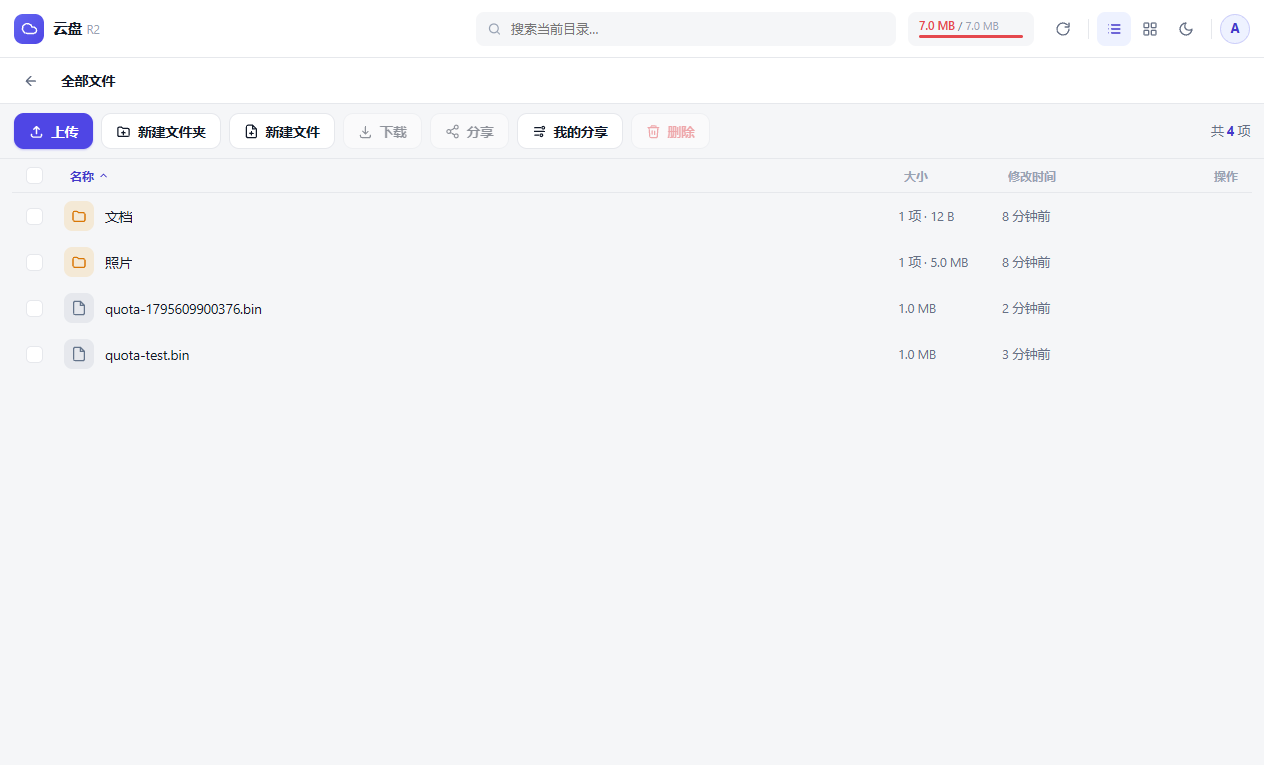 云盘 R2
搜索当前目录...
7.0 MB / 7.0 MB
A
全部文件
上传 新建文件夹 新建文件 下载 分享 我的分享 删除 共 4 项
名称 大小 修改时间 操作
文档 1 项 · 12 B 8 分钟前
照片 1 项 · 5.0 MB 8 分钟前
quota-1795609900376.bin 1.0 MB 2 分钟前
quota-test.bin 1.0 MB 3 分钟前